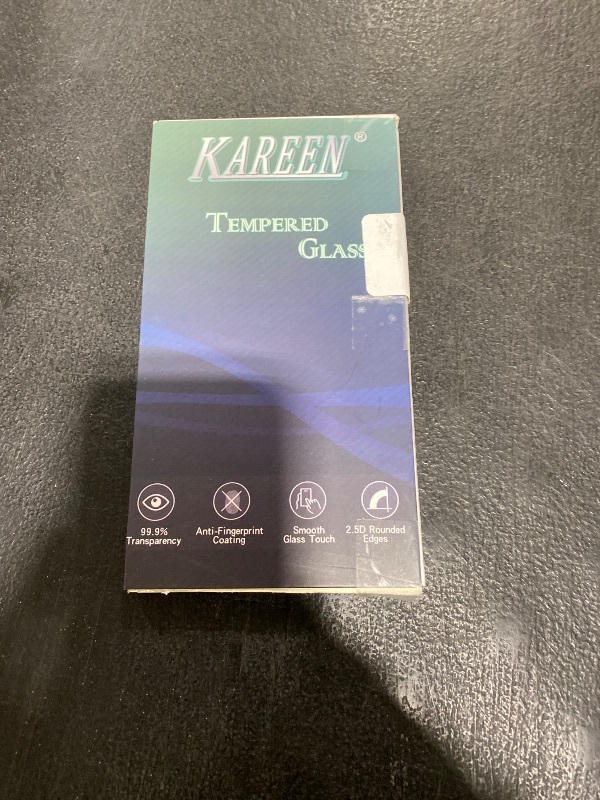 KAREEN®
TEMPERED
GLASS
99.9%
Transparency
Anti-Fingerprint
Coating
Smooth
Glass Touch
2.5D Rounded
Edges